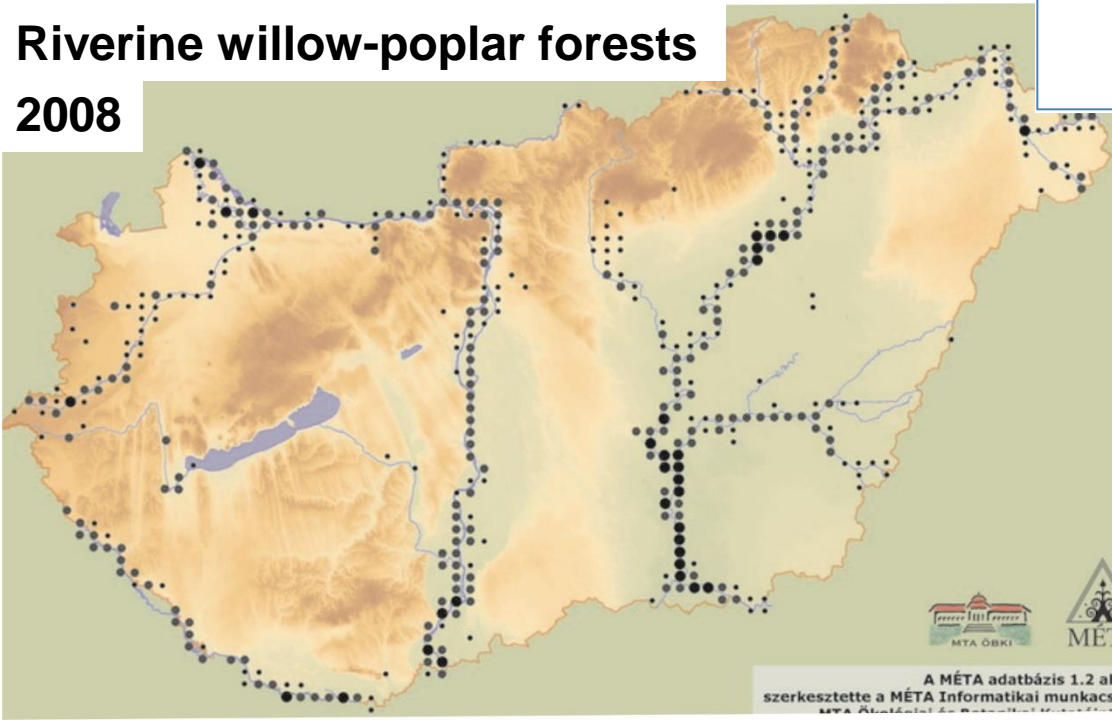 Riverine willow-poplar forests
2008
MTA ÖBKI
A MÉTA adatbázis 1.2 al
szerkesztette a MÉTA Informatikai munkacs